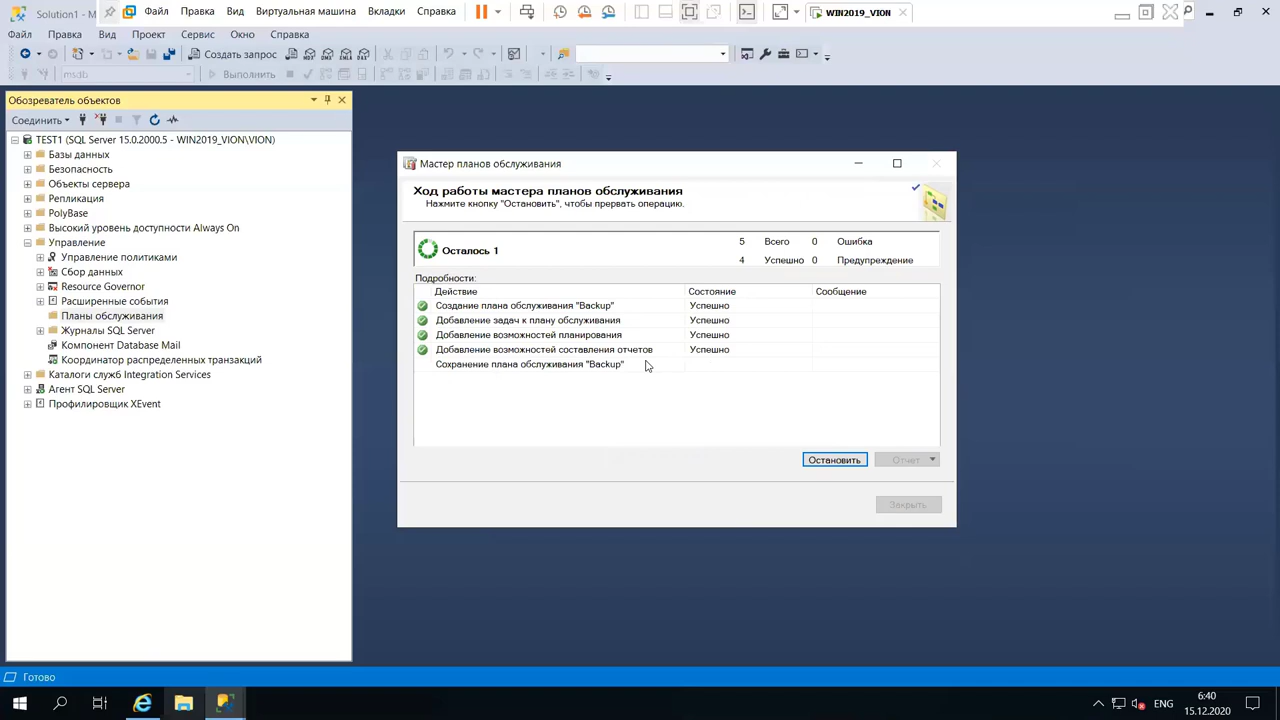 Solution1 - M
Файл Правка Вид Виртуальная машина Вкладки Справка
WIN2019_VION
Файл Правка Вид Проект Сервис Окно Справка
Создать запрос
msdb
Выполнить
Обозреватель объектов
Соединить
TEST1 (SQL Server 15.0.2000.5 - WIN2019_VION\VION)
Базы данных
Безопасность
Объекты сервера
Репликация
PolyBase
Высокий уровень доступности Always On
Управление
Управление политиками
Сбор данных
Resource Governor
Расширенные события
Планы обслуживания
Журналы SQL Server
Компонент Database Mail
Координатор распределенных транзакций
Каталоги служб Integration Services
Агент SQL Server
Профилировщик XEvent
Мастер планов обслуживания
Ход работы мастера планов обслуживания
Нажмите кнопку "Остановить", чтобы прервать операцию.
Осталось 1
5 Всего 0 Ошибка
4 Успешно 0 Предупреждение
Подробности:
Действие Состояние Сообщение
Создание плана обслуживания "Backup" Успешно
Добавление задач к плану обслуживания Успешно
Добавление возможностей планирования Успешно
Добавление возможностей составления отчетов Успешно
Сохранение плана обслуживания "Backup"
Остановить Отчет
Закрыть
Готово
ENG
6:40
15.12.2020